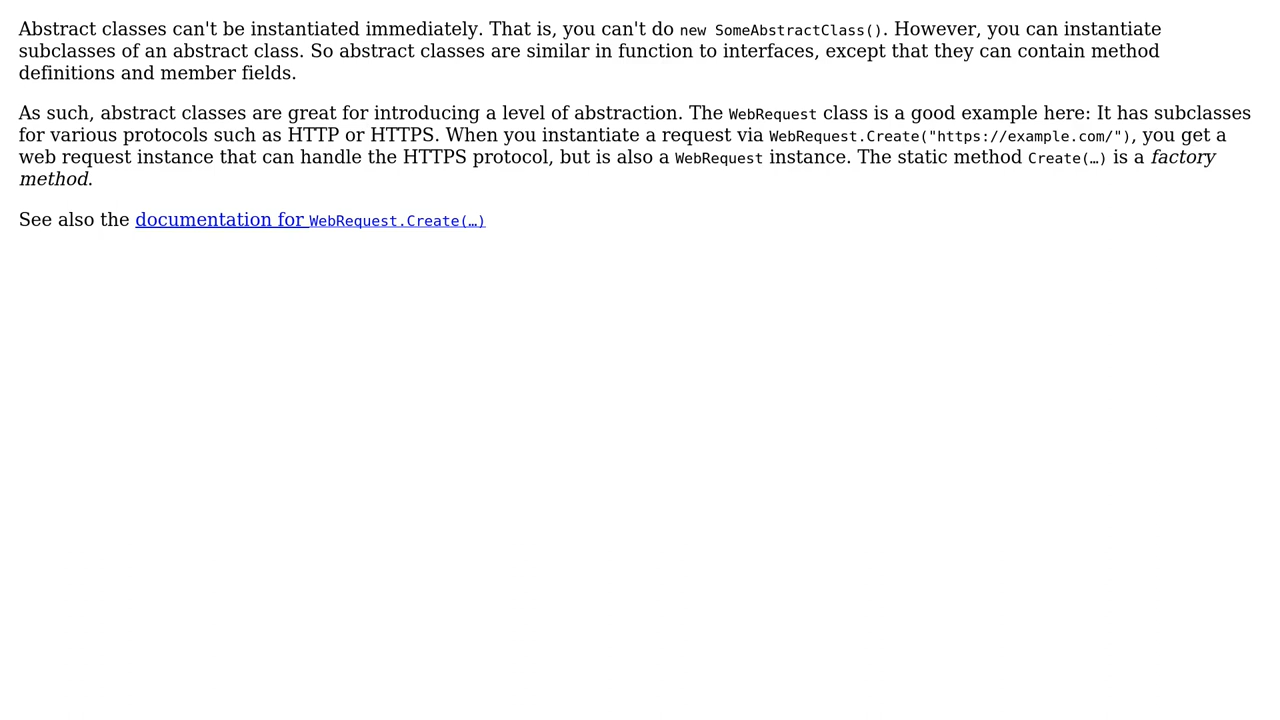 Abstract classes can't be instantiated immediately. That is, you can't do new SomeAbstractClass(). However, you can instantiate
subclasses of an abstract class. So abstract classes are similar in function to interfaces, except that they can contain method
definitions and member fields.
As such, abstract classes are great for introducing a level of abstraction. The WebRequest class is a good example here: It has subclasses
for various protocols such as HTTP or HTTPS. When you instantiate a request via WebRequest.Create("https://example.com/"), you get a
web request instance that can handle the HTTPS protocol, but is also a WebRequest instance. The static method Create(…) is a factory
method.
See also the documentation for WebRequest.Create(…)